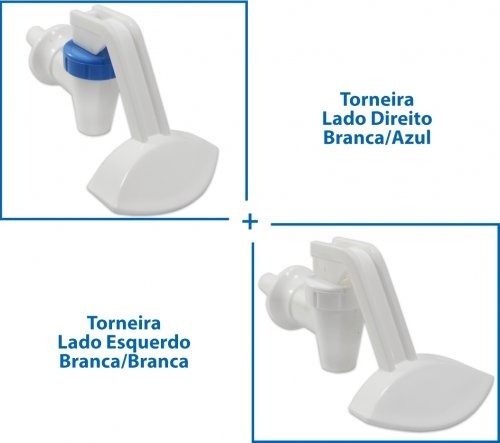 Torneira
Lado Direito
Branca/Azul
+
Torneira
Lado Esquerdo
Branca/Branca